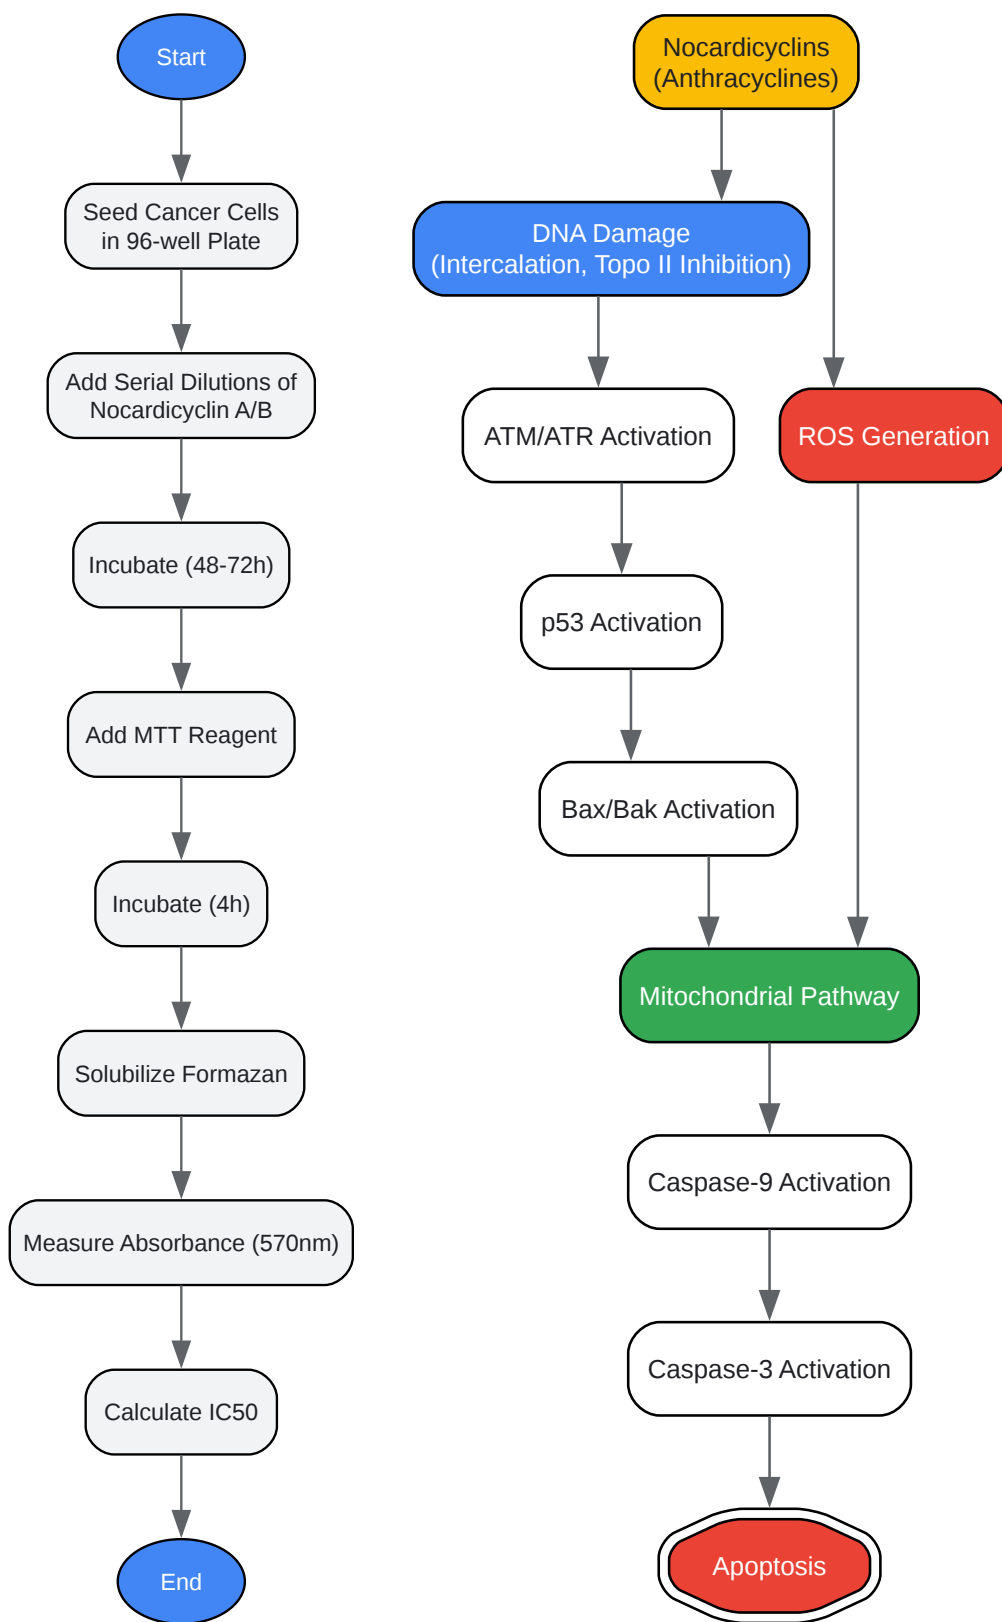 Start
Seed Cancer Cells
in 96-well Plate
Add Serial Dilutions of
Nocardicyclin A/B
Incubate (48-72h)
Add MTT Reagent
Incubate (4h)
Solubilize Formazan
Measure Absorbance (570nm)
Calculate IC50
End
Nocardicyclins
(Anthracyclines)
DNA Damage
(Intercalation, Topo II Inhibition)
ATM/ATR Activation
ROS Generation
p53 Activation
Bax/Bak Activation
Mitochondrial Pathway
Caspase-9 Activation
Caspase-3 Activation
Apoptosis